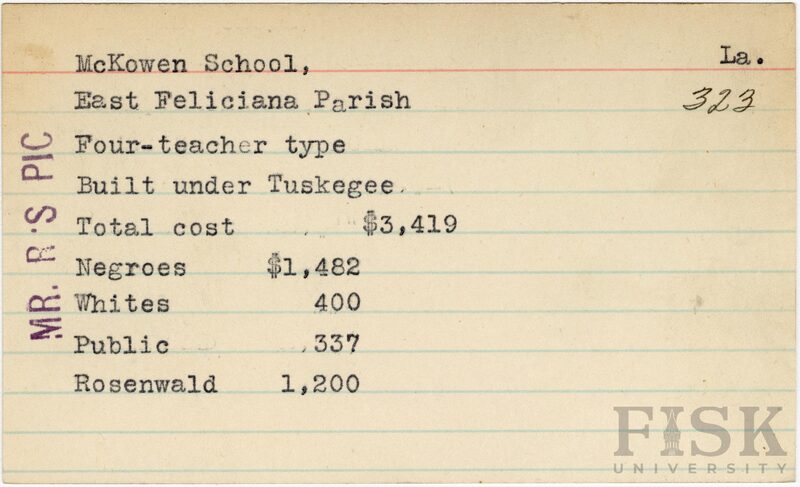 McKowen School,
La.
East Feliciana Parish
323
Four-teacher type
Built under Tuskegee.
Total cost $3,419
Negroes $1,482
Whites 400
Public 337
Rosenwald 1,200
MR. R'S PIC
FISK
UNIVERSITY